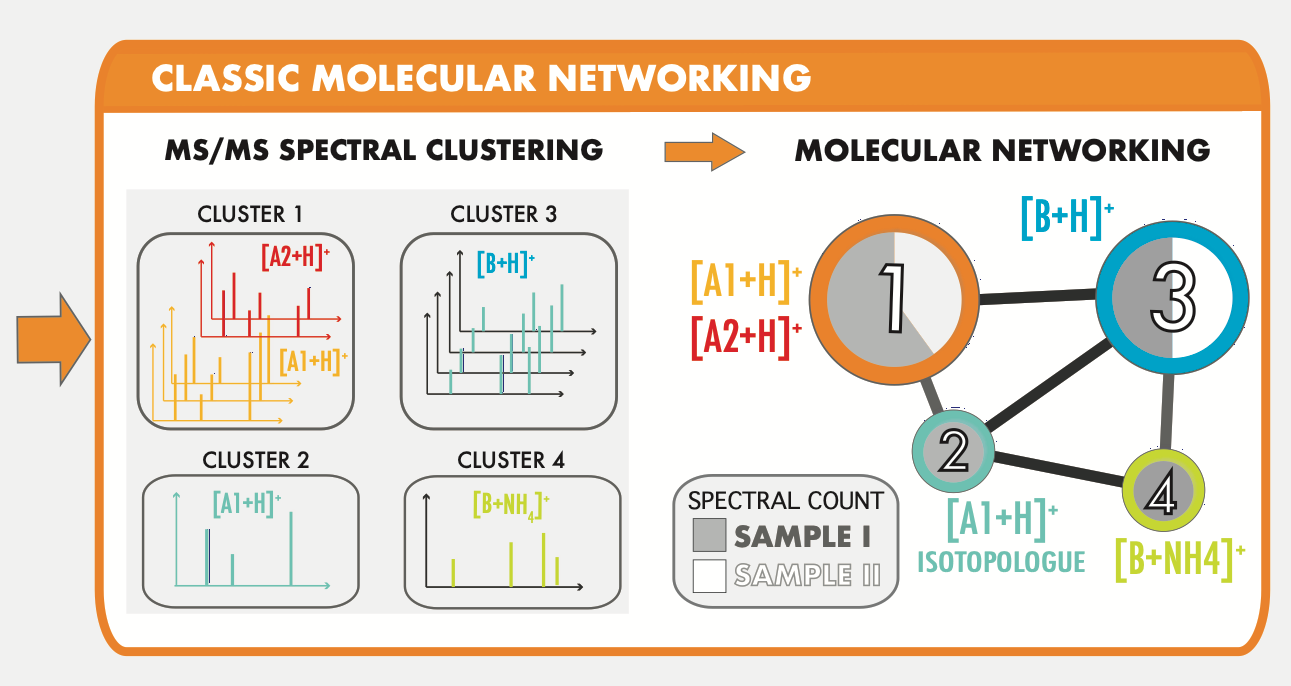 CLASSIC MOLECULAR NETWORKING
MS/MS SPECTRAL CLUSTERING
MOLECULAR NETWORKING
CLUSTER 1
[A2+H]⁺
[A1+H]⁺
CLUSTER 3
[B+H]⁺
CLUSTER 2
[A1+H]⁺
CLUSTER 4
[B+NH₄]⁺
[B+H]⁺
[A1+H]⁺
[A2+H]⁺
1
3
2
4
[A1+H]⁺
ISOTOPOLOGUE
[B+NH4]⁺
SPECTRAL COUNT
SAMPLE I
SAMPLE II